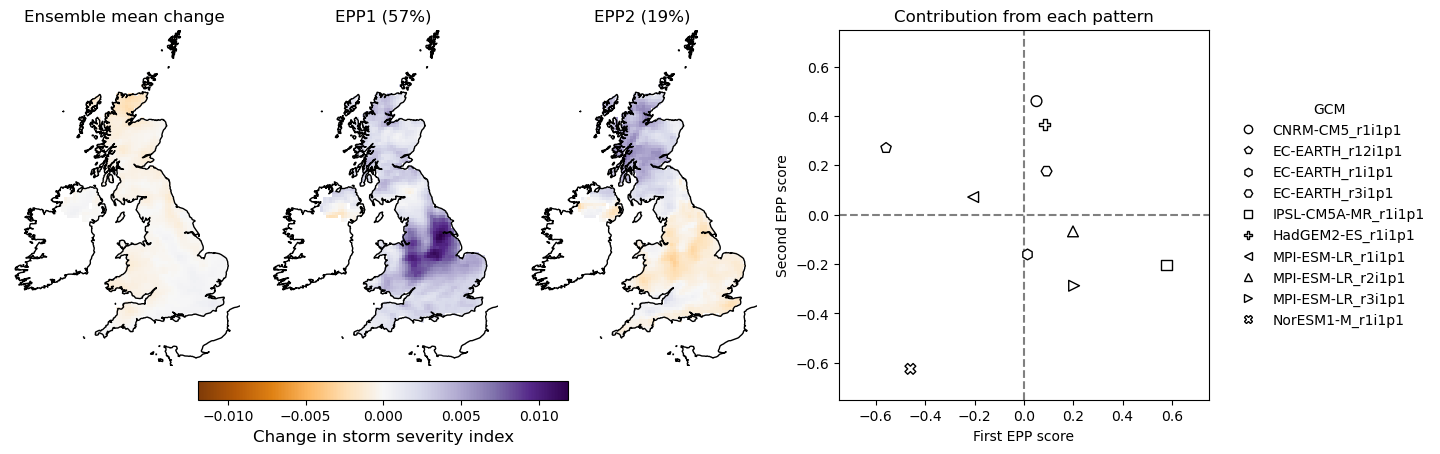 Ensemble mean change
EPP1 (57%)
EPP2 (19%)
Contribution from each pattern
−0.010 −0.005 0.000 0.005 0.010
Change in storm severity index
Second EPP score
0.6
0.4
0.2
0.0
−0.2
−0.4
−0.6
−0.6 −0.4 −0.2 0.0 0.2 0.4 0.6
First EPP score
GCM
CNRM-CM5_r1i1p1
EC-EARTH_r12i1p1
EC-EARTH_r1i1p1
EC-EARTH_r3i1p1
IPSL-CM5A-MR_r1i1p1
HadGEM2-ES_r1i1p1
MPI-ESM-LR_r1i1p1
MPI-ESM-LR_r2i1p1
MPI-ESM-LR_r3i1p1
NorESM1-M_r1i1p1